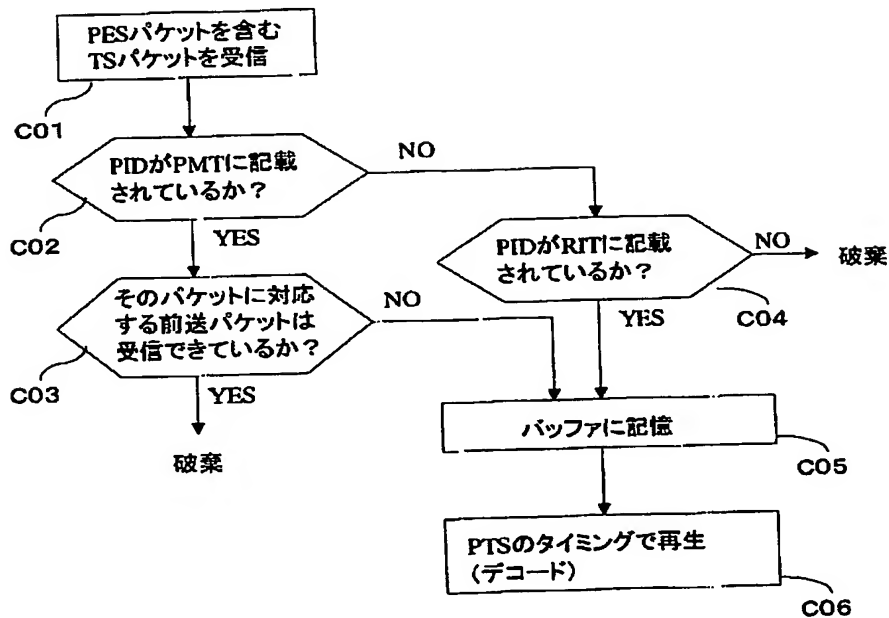 PESパケットを含む
TSパケットを受信
C01
PIDがPMTに記載
されているか？
NO
C02
YES
PIDがRITに記載
されているか？
NO
破棄
C04
YES
そのパケットに対応
する前送パケットは
受信できているか？
NO
C03
YES
破棄
バッファに記憶
C05
PTSのタイミングで再生
（デコード）
C06